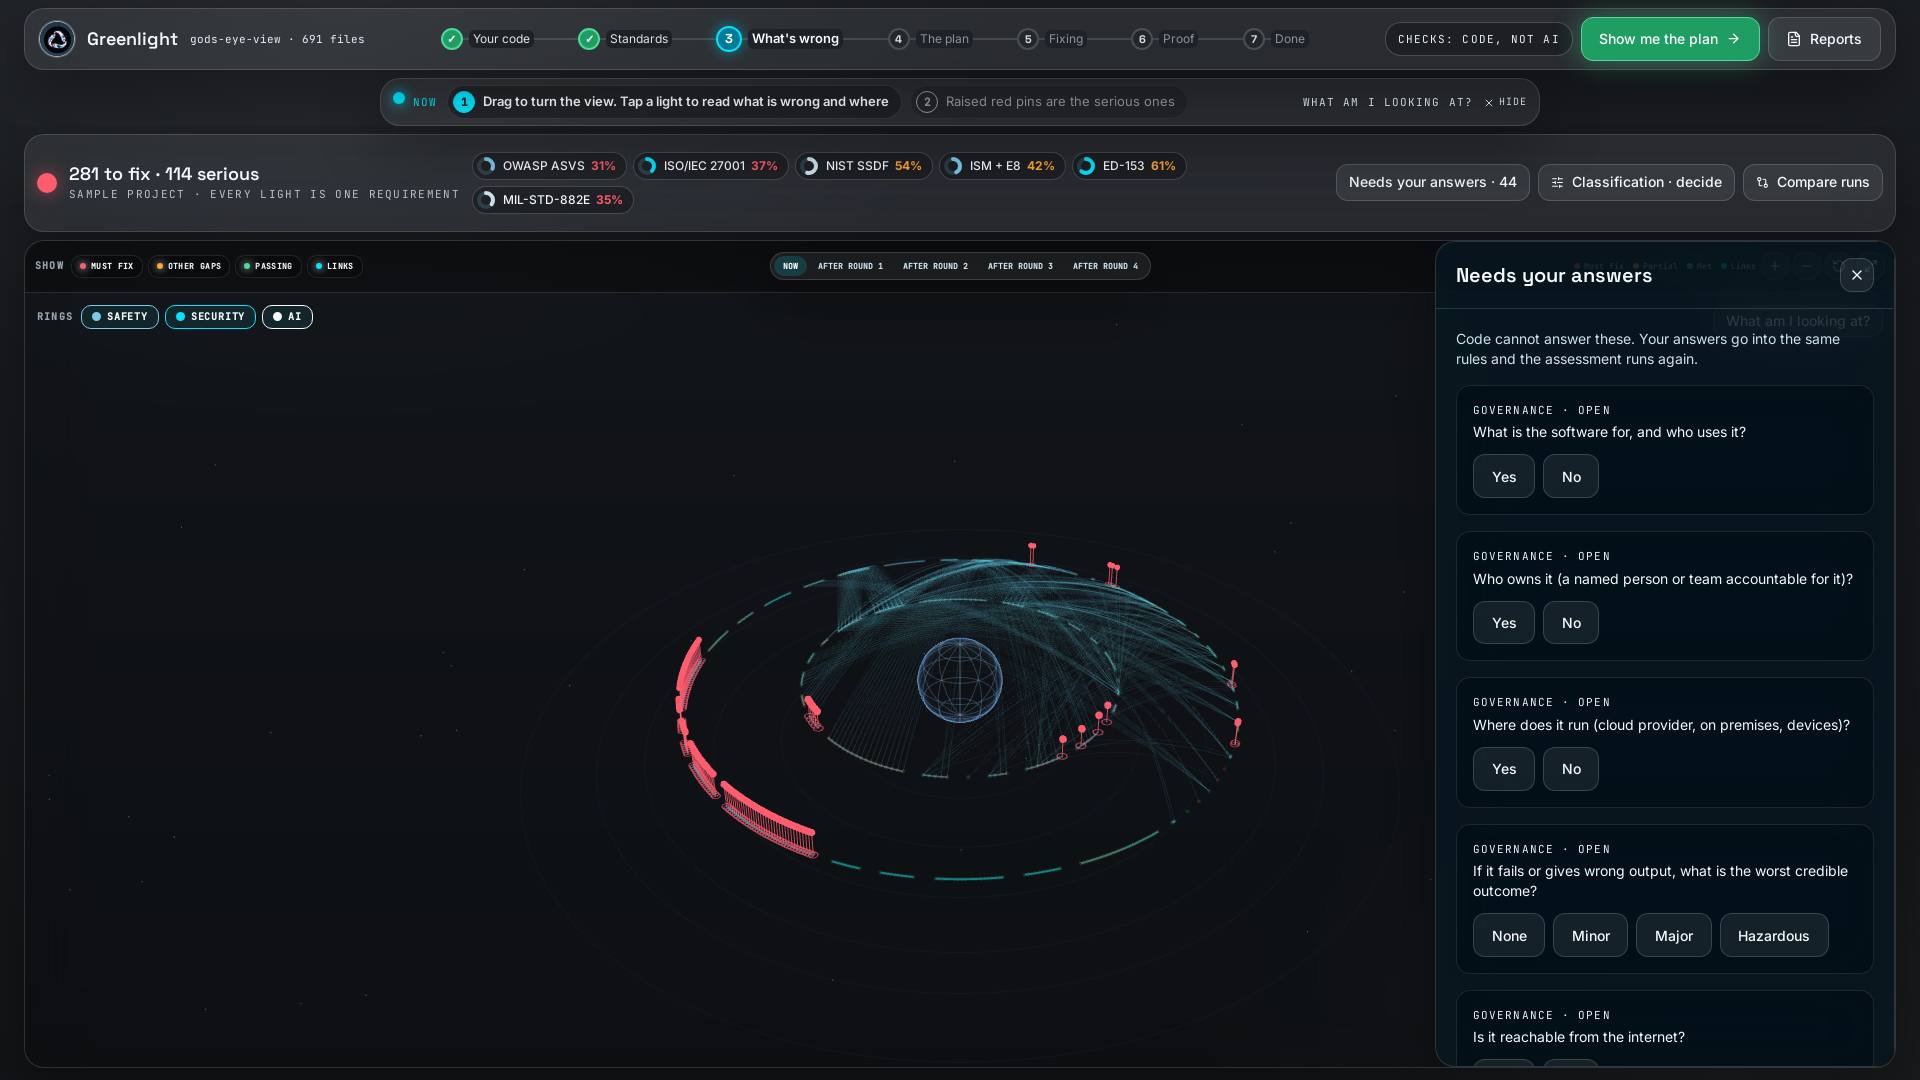 Greenlight gods-eye-view · 691 files
✓ Your code ✓ Standards 3 What's wrong 4 The plan 5 Fixing 6 Proof 7 Done
CHECKS: CODE, NOT AI Show me the plan → Reports
NOW 1 Drag to turn the view. Tap a light to read what is wrong and where 2 Raised red pins are the serious ones WHAT AM I LOOKING AT? × HIDE
281 to fix · 114 serious
SAMPLE PROJECT · EVERY LIGHT IS ONE REQUIREMENT
OWASP ASVS 31% ISO/IEC 27001 37% NIST SSDF 54% ISM + E8 42% ED-153 61%
MIL-STD-882E 35%
Needs your answers · 44 Classification · decide Compare runs
SHOW MUST FIX OTHER GAPS PASSING LINKS
NOW AFTER ROUND 1 AFTER ROUND 2 AFTER ROUND 3 AFTER ROUND 4
RINGS SAFETY SECURITY AI
Needs your answers
What am I looking at?
Code cannot answer these. Your answers go into the same
rules and the assessment runs again.
GOVERNANCE · OPEN
What is the software for, and who uses it?
Yes No
GOVERNANCE · OPEN
Who owns it (a named person or team accountable for it)?
Yes No
GOVERNANCE · OPEN
Where does it run (cloud provider, on premises, devices)?
Yes No
GOVERNANCE · OPEN
If it fails or gives wrong output, what is the worst credible
outcome?
None Minor Major Hazardous
GOVERNANCE · OPEN
Is it reachable from the internet?